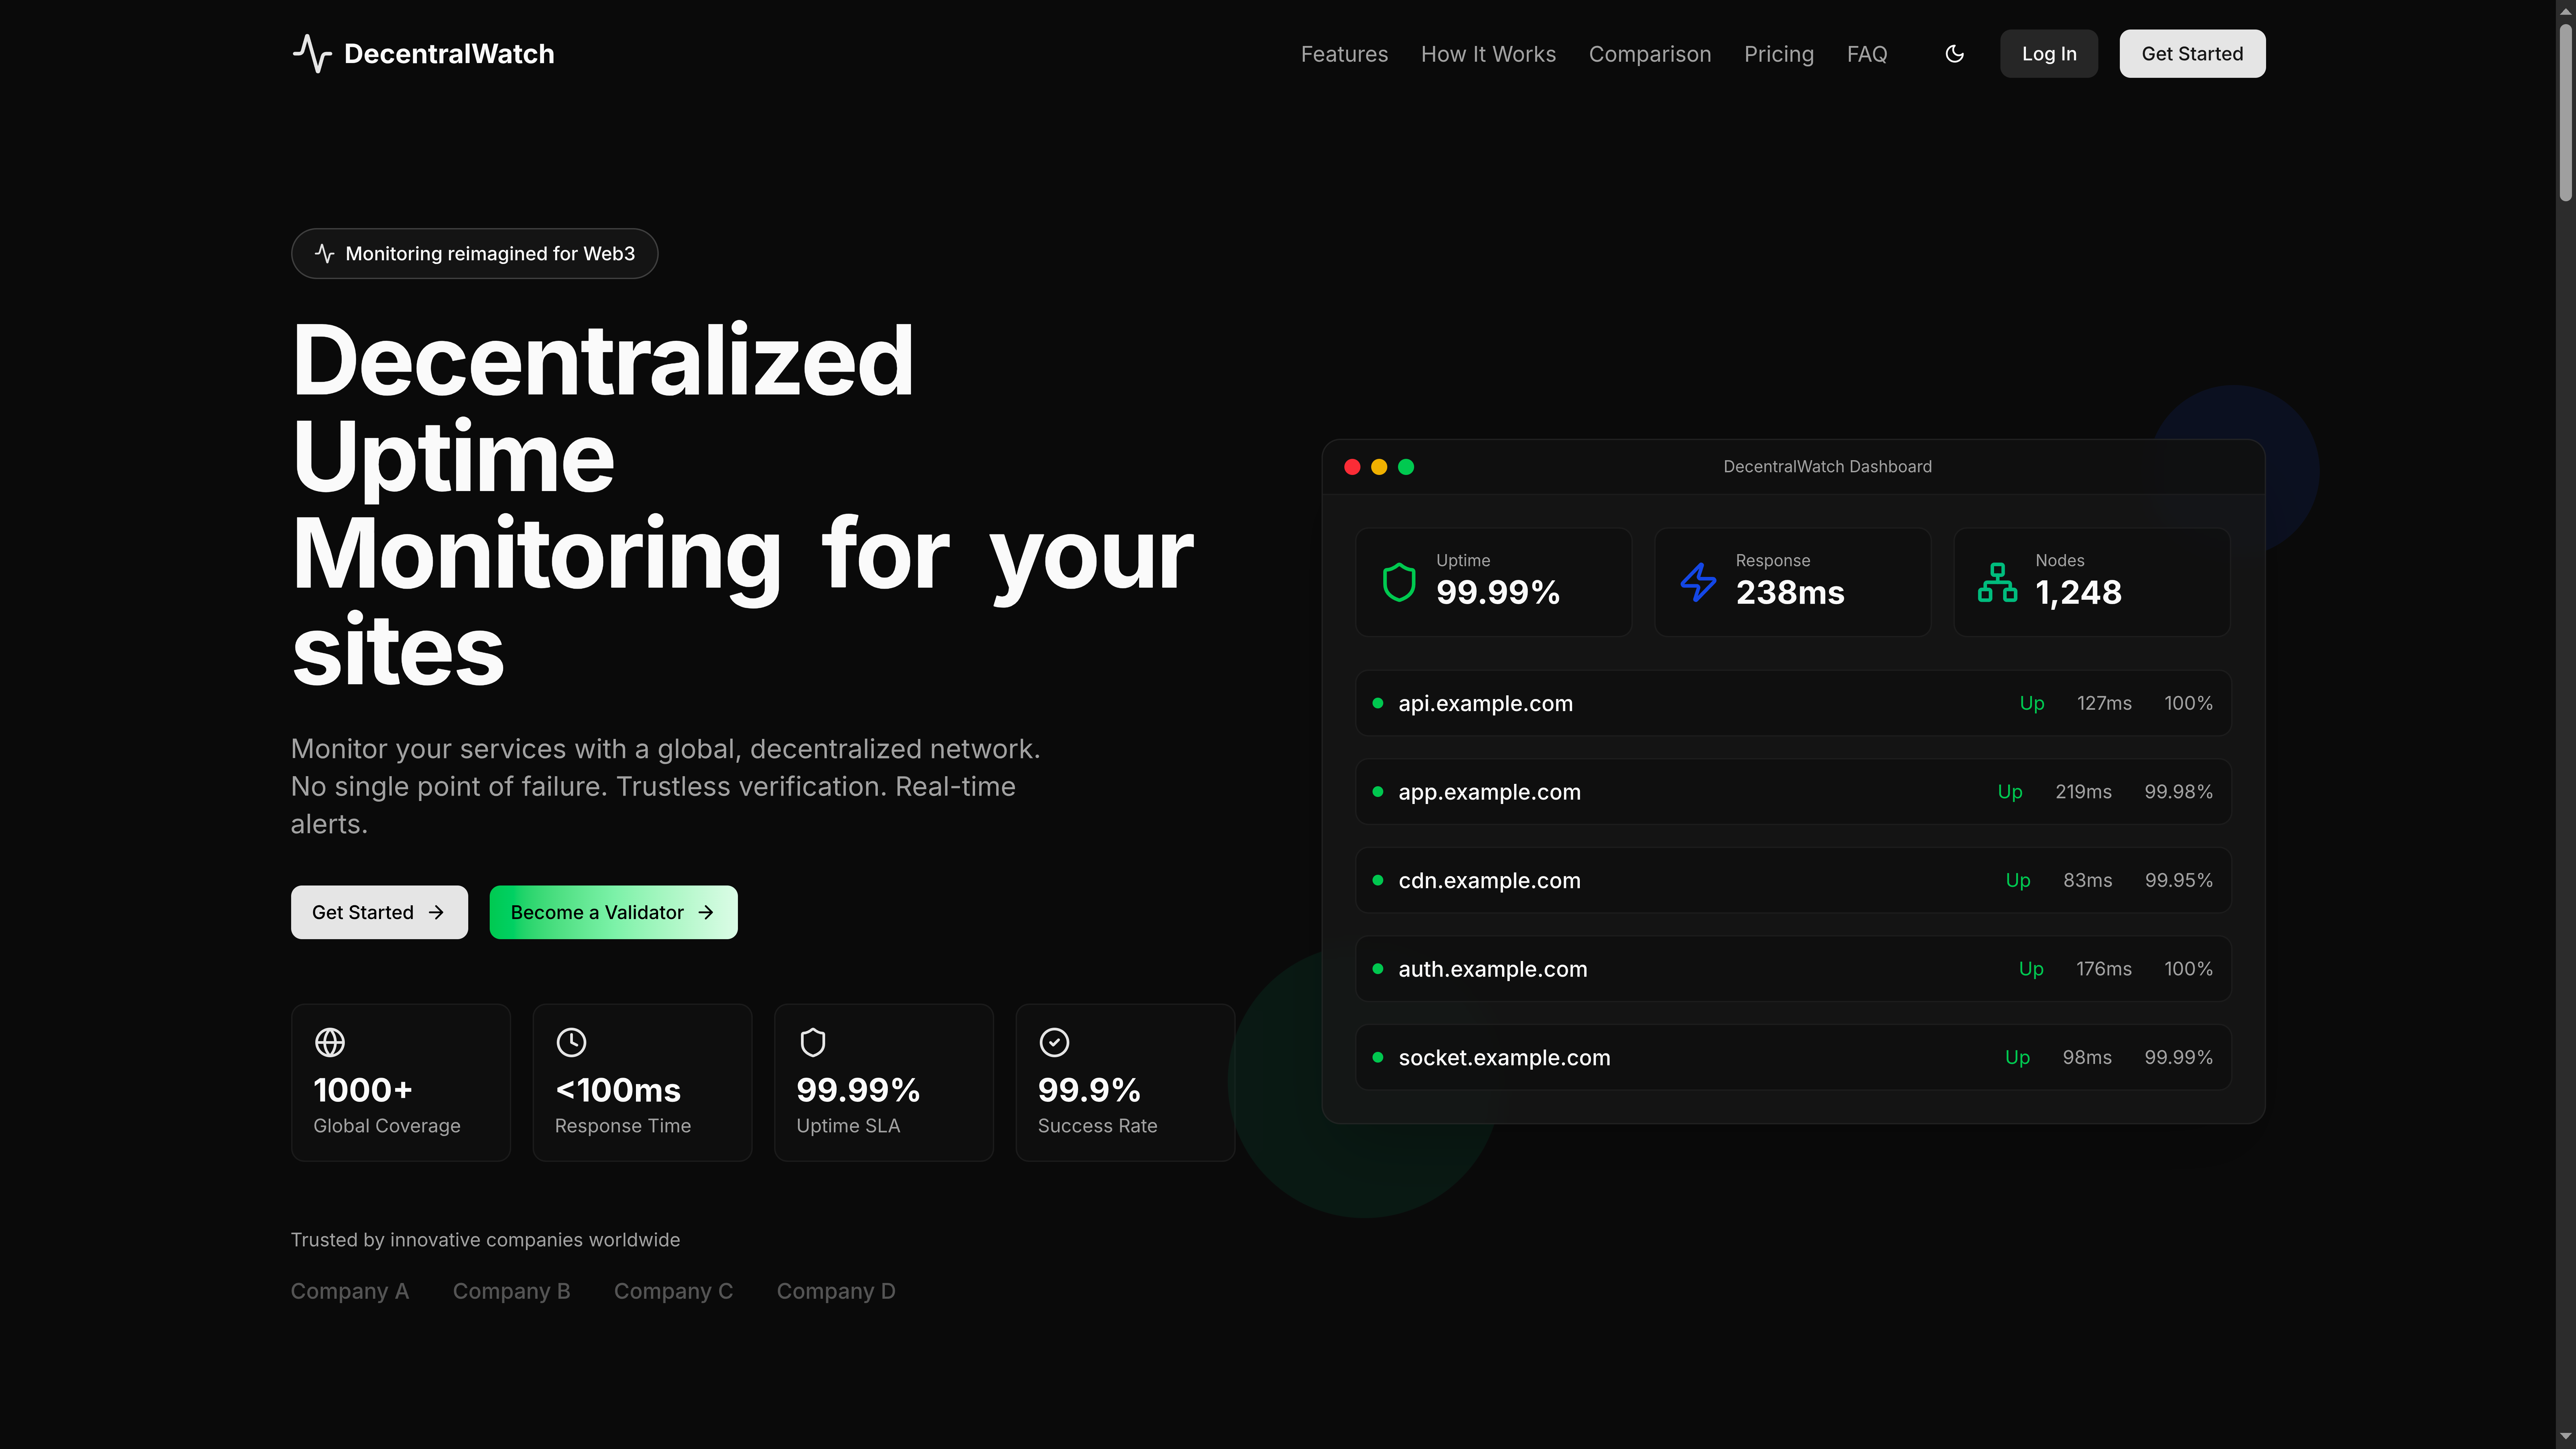 DecentralWatch
Features How It Works Comparison Pricing FAQ Log In Get Started
Monitoring reimagined for Web3
Decentralized
Uptime
Monitoring for your
sites
Monitor your services with a global, decentralized network.
No single point of failure. Trustless verification. Real-time
alerts.
Get Started
Become a Validator
1000+
Global Coverage
<100ms
Response Time
99.99%
Uptime SLA
99.9%
Success Rate
Trusted by innovative companies worldwide
Company A Company B Company C Company D
DecentralWatch Dashboard
Uptime
99.99%
Response
238ms
Nodes
1,248
api.example.com Up 127ms 100%
app.example.com Up 219ms 99.98%
cdn.example.com Up 83ms 99.95%
auth.example.com Up 176ms 100%
socket.example.com Up 98ms 99.99%